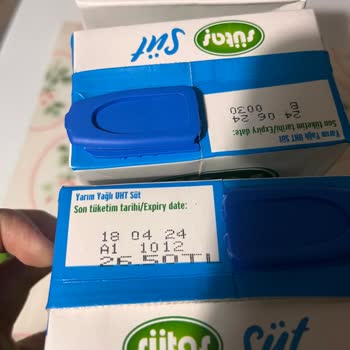 sütaş
Süt
Yarım Yağlı UHT Süt
Son tüketim tarihi/Expiry date:
24 06 24
B 0030
Yarım Yağlı UHT Süt
Son tüketim tarihi/Expiry date:
18 04 24
A1 1012
26.50TL
sütaş
Süt